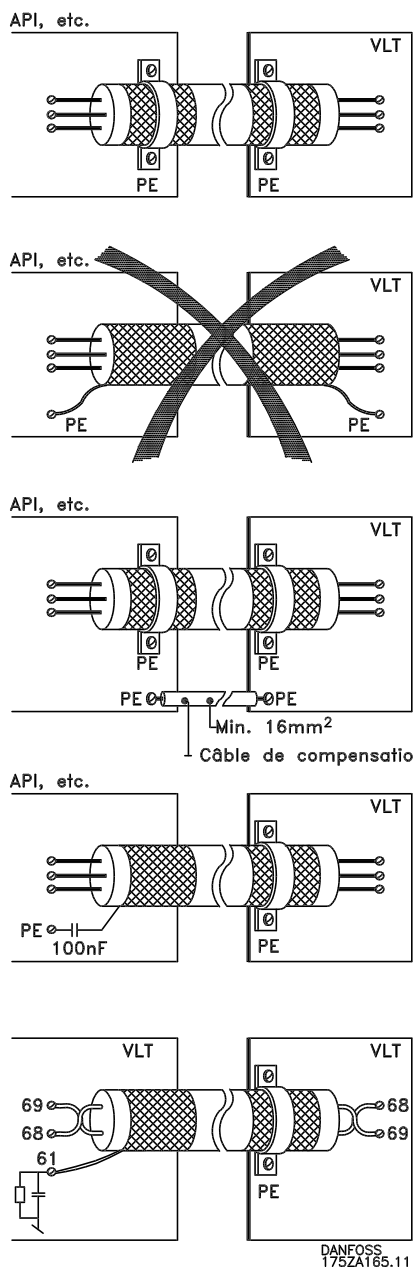 API, etc.
VLT
PE
PE
API, etc.
VLT
PE
PE
API, etc.
VLT
PE
PE
PE
PE
Min. 16mm²
Câble de compensatio
API, etc.
VLT
PE
100nF
PE
VLT
VLT
69
68
68
69
61
PE
DANFOSS
175ZA165.11